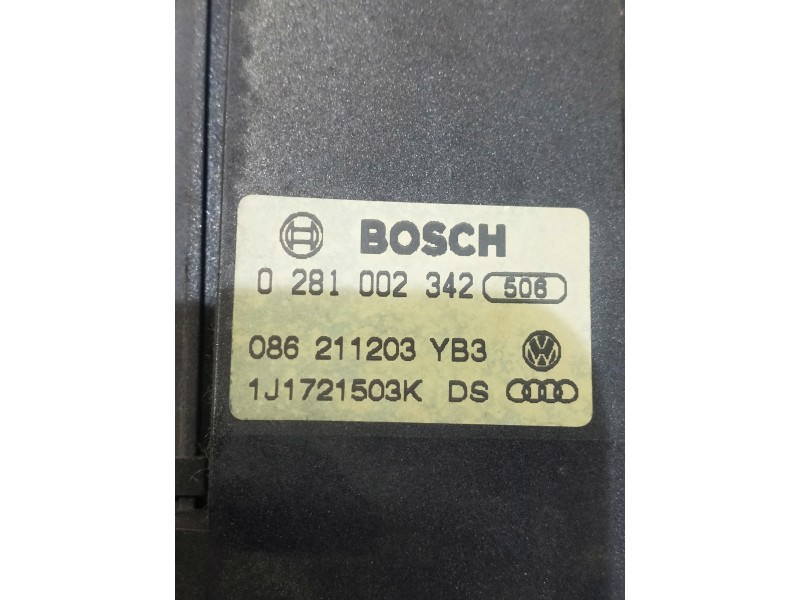 BOSCH
0 281 002 342 506
086 211203 YB3
1J1721503K DS